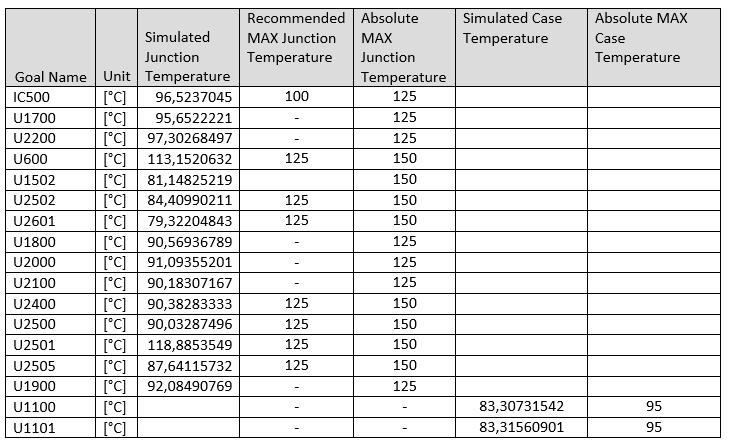 Goal Name Unit Simulated Junction Temperature Recommended MAX Junction Temperature Absolute MAX Junction Temperature Simulated Case Temperature Absolute MAX Case Temperature
IC500 [°C] 96,5237045 100 125
U1700 [°C] 95,6522221 - 125
U2200 [°C] 97,30268497 - 125
U600 [°C] 113,1520632 125 150
U1502 [°C] 81,14825219 150
U2502 [°C] 84,40990211 125 150
U2601 [°C] 79,32204843 125 150
U1800 [°C] 90,56936789 - 125
U2000 [°C] 91,09355201 - 125
U2100 [°C] 90,18307167 - 125
U2400 [°C] 90,38283333 125 150
U2500 [°C] 90,03287496 125 150
U2501 [°C] 118,8853549 125 150
U2505 [°C] 87,64115732 125 150
U1900 [°C] 92,08490769 - 125
U1100 [°C] - - 83,30731542 95
U1101 [°C] - - 83,31560901 95